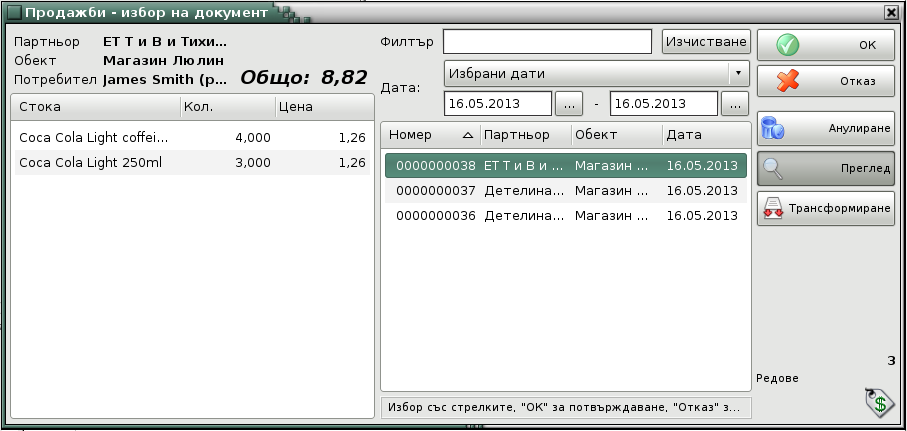 Продажби - избор на документ
Партньор ЕТ Т и В и Тихи...
Обект Магазин Люлин
Потребител James Smith (p...
Общо: 8,82
Стока Кол. Цена
Coca Cola Light coffei... 4,000 1,26
Coca Cola Light 250ml 3,000 1,26
Филтър Изчистване
Дата: Избрани дати
16.05.2013 ... - 16.05.2013 ...
Номер Партньор Обект Дата
0000000038 ЕТ Т и В и ... Магазин ... 16.05.2013
0000000037 Детелина... Магазин ... 16.05.2013
0000000036 Детелина... Магазин ... 16.05.2013
Избор със стрелките, "ОК" за потвърждаване, "Отказ" з...
ОК
Отказ
Анулиране
Преглед
Трансформиране
3
Редове